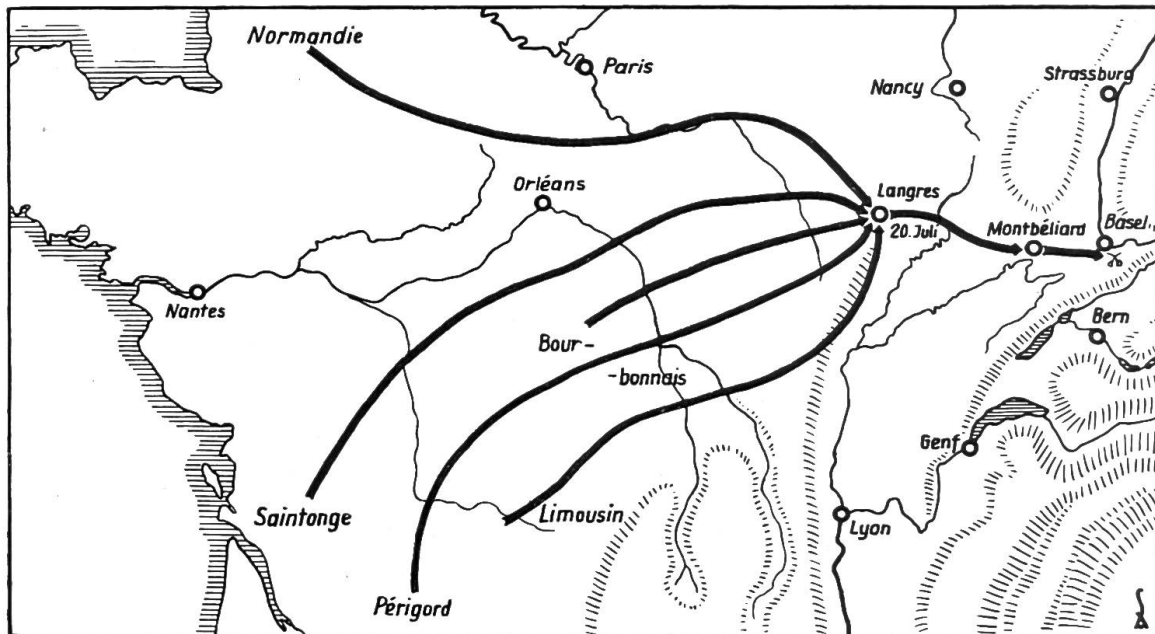 Normandie
Paris
Nancy
Strassburg
Orléans
Langres
20. Juli
Montbéliard
Basel
Nantes
Bour-
-bonnais
Bern
Genf
Saintonge
Limousin
Lyon
Périgord